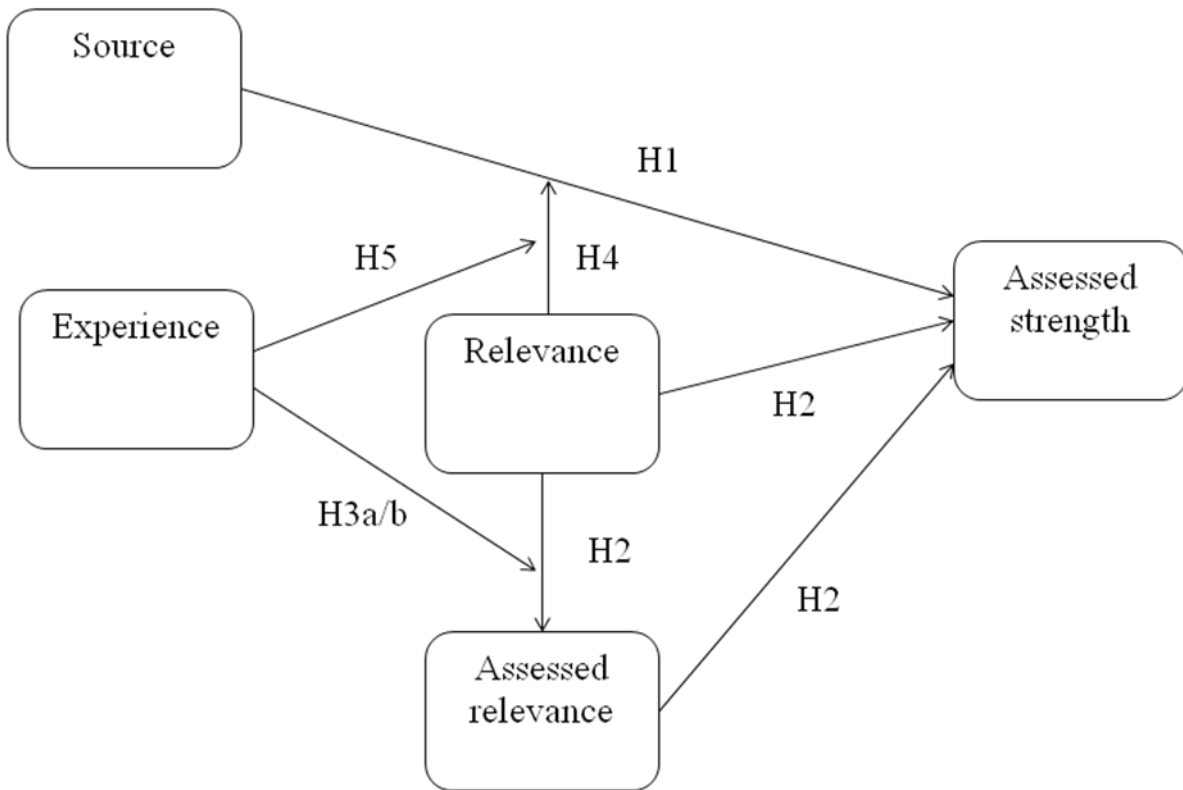 Source
H1
H5
H4
Assessed
strength
Experience
Relevance
H2
H3a/b
H2
H2
Assessed
relevance